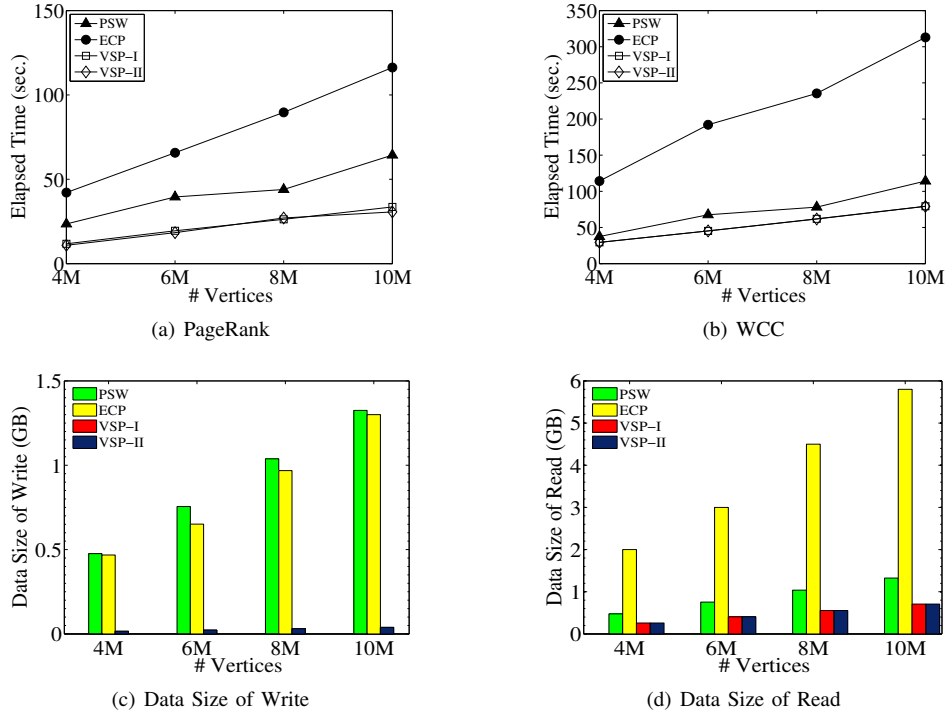 150
100
50
0
Elapsed Time (sec.)
PSW
ECP
VSP−I
VSP−II
4M 6M 8M 10M
# Vertices
(a) PageRank
350
300
250
200
150
100
50
0
Elapsed Time (sec.)
PSW
ECP
VSP−I
VSP−II
4M 6M 8M 10M
# Vertices
(b) WCC
1.5
1
0.5
0
Data Size of Write (GB)
PSW
ECP
VSP−I
VSP−II
4M 6M 8M 10M
# Vertices
(c) Data Size of Write
6
5
4
3
2
1
0
Data Size of Read (GB)
PSW
ECP
VSP−I
VSP−II
4M 6M 8M 10M
# Vertices
(d) Data Size of Read